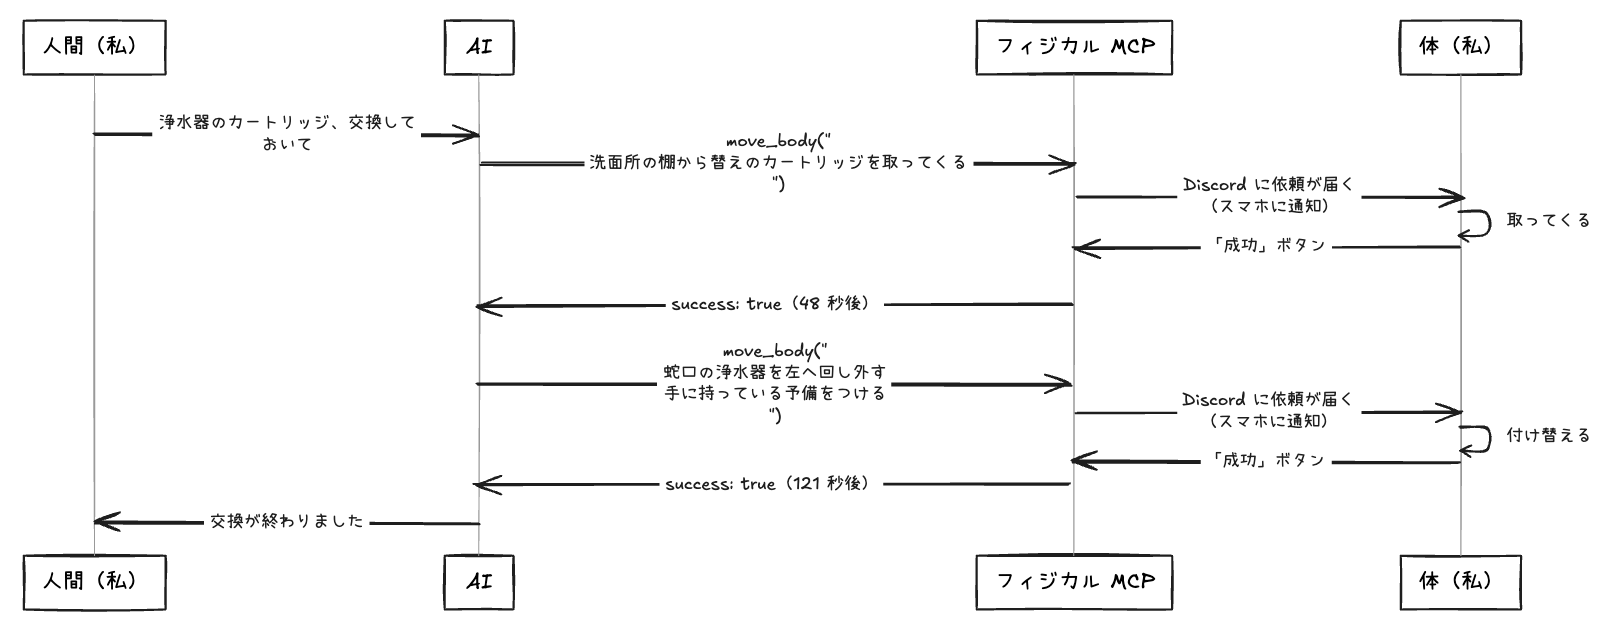 人間（私）
AI
フィジカル MCP
体（私）
浄水器のカートリッジ、交換して
おいて
move_body("
洗面所の棚から替えのカートリッジを取ってくる
")
Discord に依頼が届く
（スマホに通知）
取ってくる
「成功」ボタン
success: true（48 秒後）
move_body("
蛇口の浄水器を左へ回し外す
手に持っている予備をつける
")
Discord に依頼が届く
（スマホに通知）
付け替える
「成功」ボタン
success: true（121 秒後）
交換が終わりました
人間（私）
AI
フィジカル MCP
体（私）